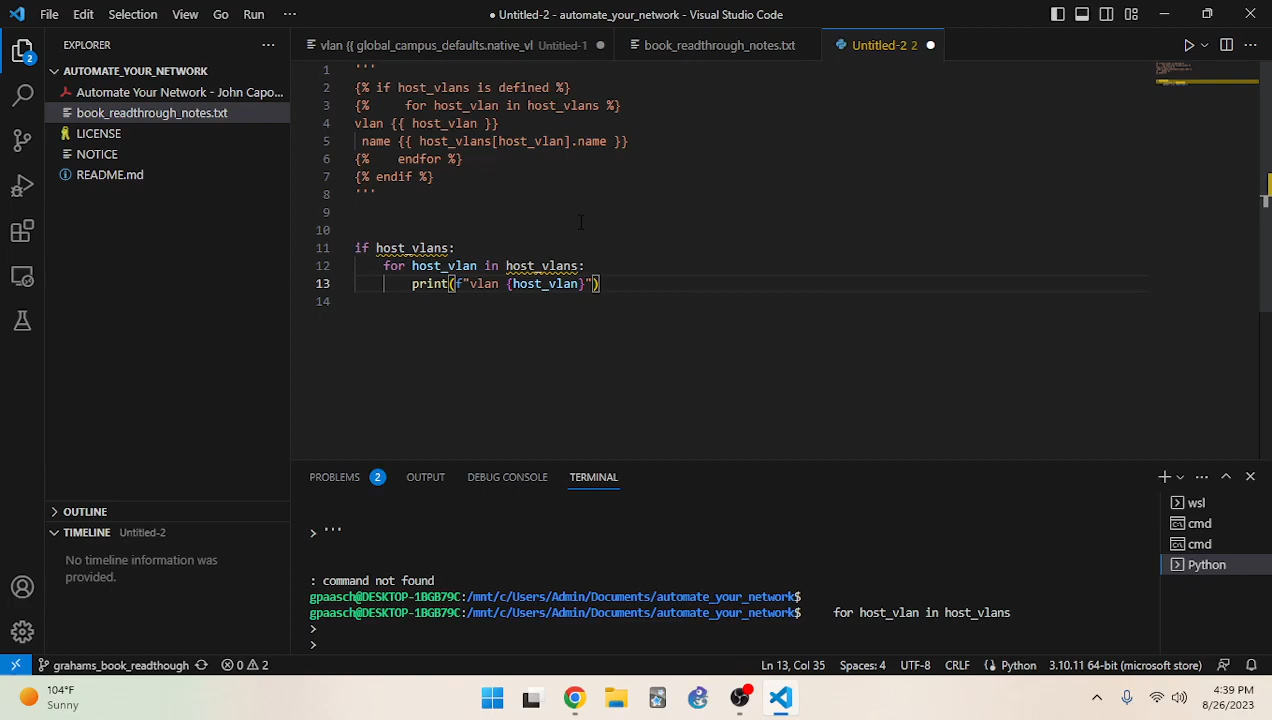 File Edit Selection View Go Run ··· ● Untitled-2 - automate_your_network - Visual Studio Code
EXPLORER ···
vlan {{ global_campus_defaults.native_vl Untitled-1 ●
book_readthrough_notes.txt
Untitled-2 2 ●
AUTOMATE_YOUR_NETWORK
Automate Your Network - John Capo...
book_readthrough_notes.txt
LICENSE
NOTICE
README.md
2
1 '''
2 {% if host_vlans is defined %}
3 {%    for host_vlan in host_vlans %}
4 vlan {{ host_vlan }}
5  name {{ host_vlans[host_vlan].name }}
6 {%    endfor %}
7 {% endif %}
8 '''
9
10
11 if host_vlans:
12     for host_vlan in host_vlans:
13         print(f"vlan {host_vlan}")
14
OUTLINE
TIMELINE Untitled-2
No timeline information was
provided.
PROBLEMS 2 OUTPUT DEBUG CONSOLE TERMINAL
> '''
: command not found
gpaasch@DESKTOP-1BGB79C:/mnt/c/Users/Admin/Documents/automate_your_network$
gpaasch@DESKTOP-1BGB79C:/mnt/c/Users/Admin/Documents/automate_your_network$     for host_vlan in host_vlans
>
>
wsl
cmd
cmd
Python
grahams_book_readthough 0 2 Ln 13, Col 35 Spaces: 4 UTF-8 CRLF Python 3.10.11 64-bit (microsoft store)
104°F
Sunny
4:39 PM
8/26/2023